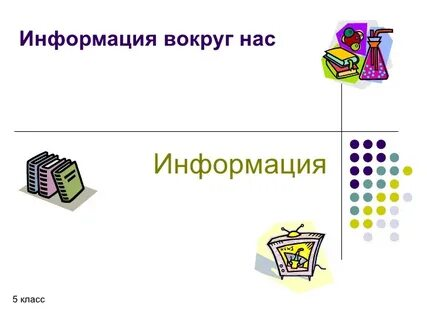 Информация вокруг нас
Информация
5 класс